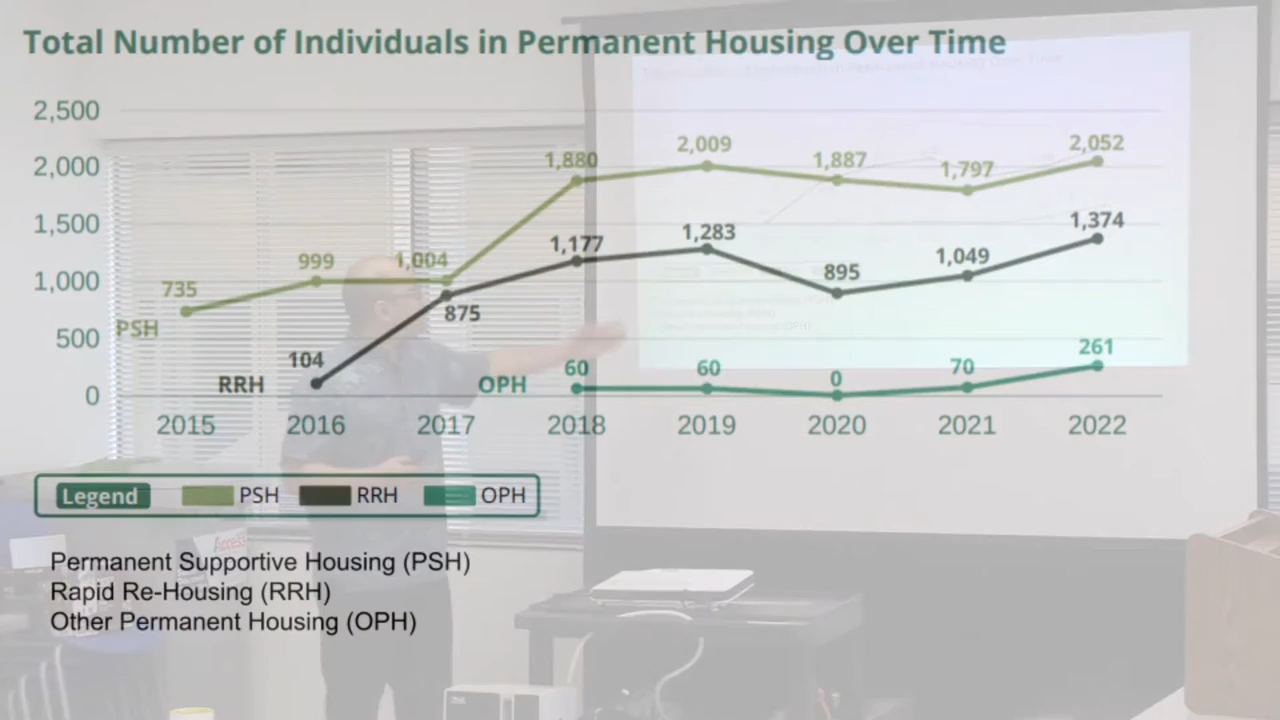 Total Number of Individuals in Permanent Housing Over Time
2,500
2,000
1,500
1,000
500
0
735
999
1,004
1,880
2,009
1,887
1,797
2,052
PSH
104
875
1,177
1,283
895
1,049
1,374
RRH
OPH
60
60
0
70
261
2015 2016 2017 2018 2019 2020 2021 2022
Legend PSH RRH OPH
Access
Permanent Supportive Housing (PSH)
Rapid Re-Housing (RRH)
Other Permanent Housing (OPH)